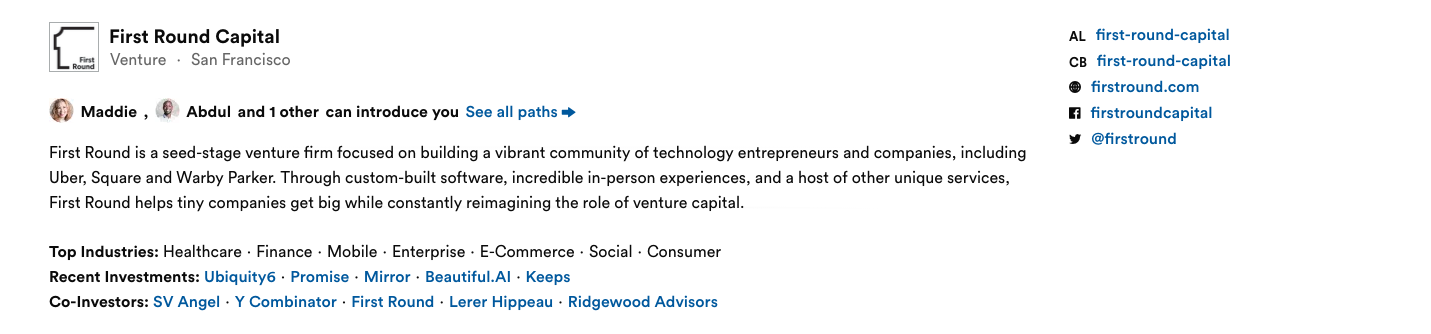 First Round
First Round Capital
Venture · San Francisco
Maddie , Abdul and 1 other can introduce you See all paths
First Round is a seed-stage venture firm focused on building a vibrant community of technology entrepreneurs and companies, including
Uber, Square and Warby Parker. Through custom-built software, incredible in-person experiences, and a host of other unique services,
First Round helps tiny companies get big while constantly reimagining the role of venture capital.
Top Industries: Healthcare · Finance · Mobile · Enterprise · E-Commerce · Social · Consumer
Recent Investments: Ubiquity6 · Promise · Mirror · Beautiful.AI · Keeps
Co-Investors: SV Angel · Y Combinator · First Round · Lerer Hippeau · Ridgewood Advisors
AL first-round-capital
CB first-round-capital
firstround.com
firstroundcapital
@firstround